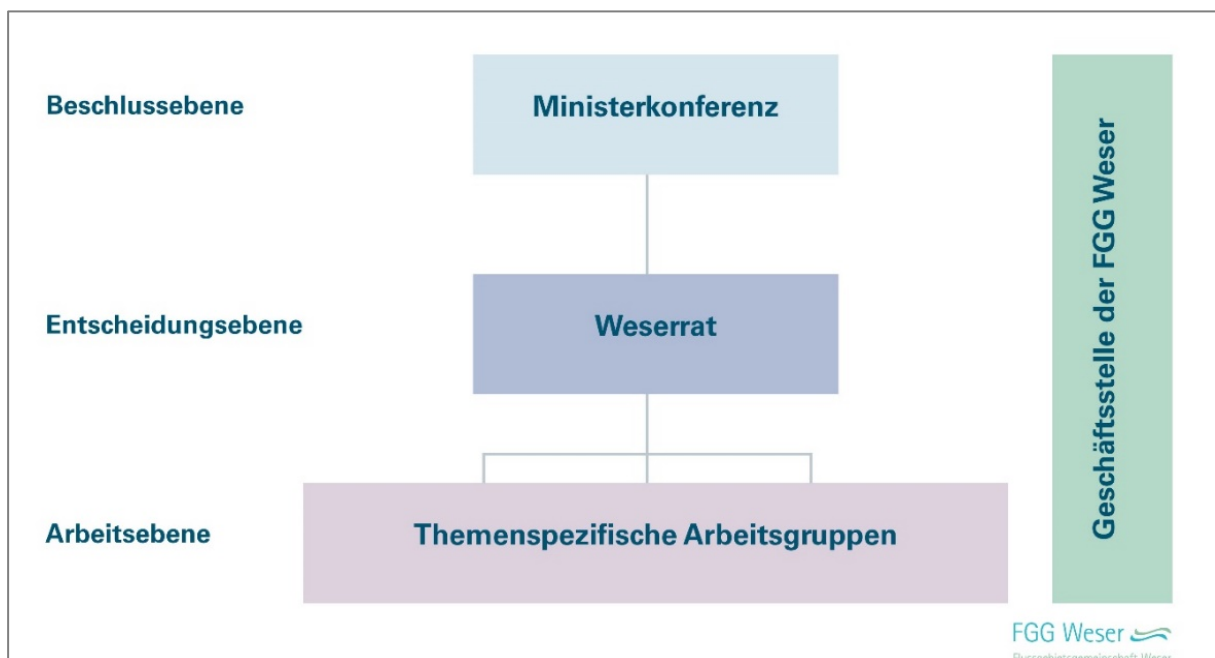 Beschlussebene
Ministerkonferenz
Entscheidungsebene
Weserrat
Arbeitsebene
Themenspezifische Arbeitsgruppen
Geschäftsstelle der FGG Weser
FGG Weser